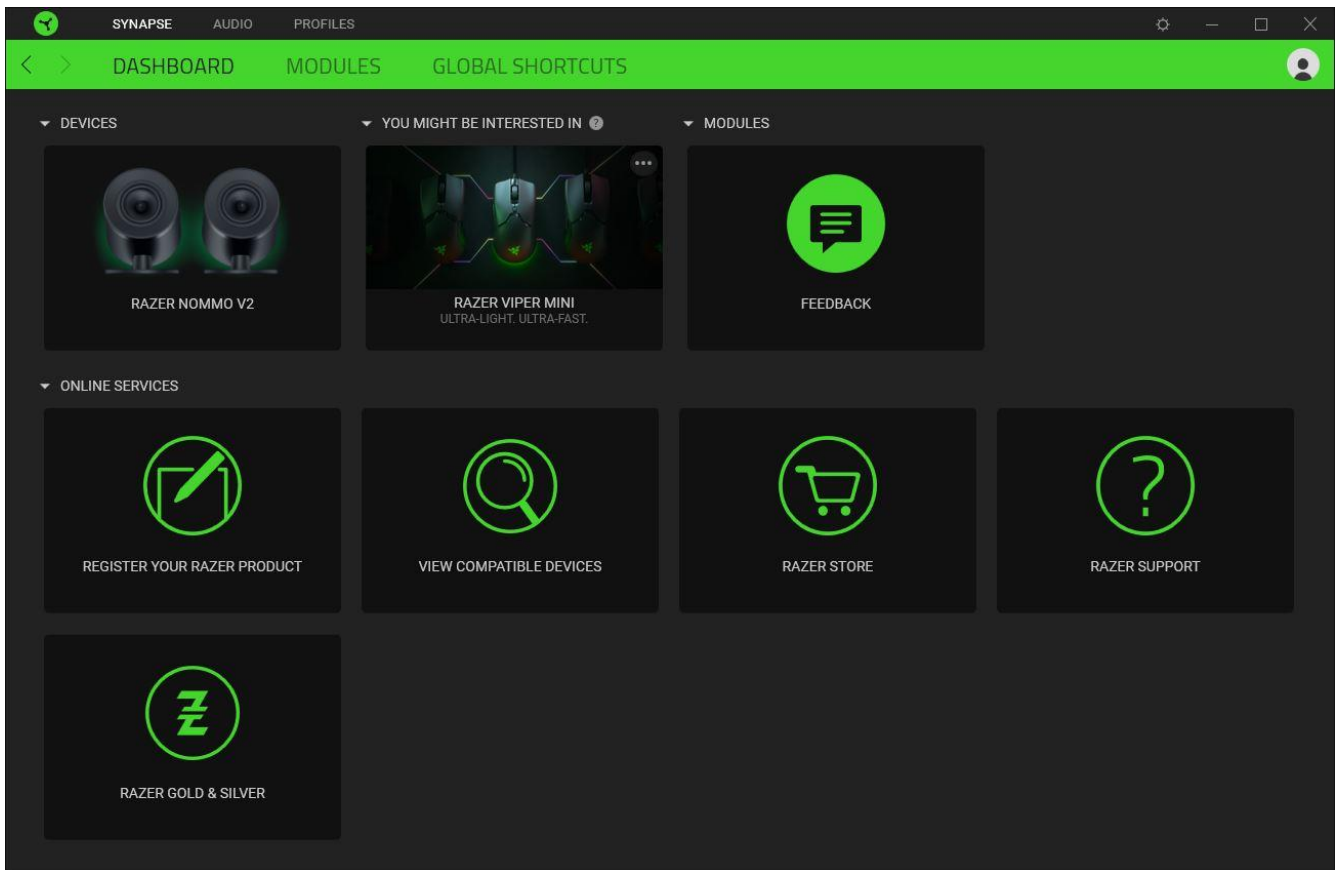 SYNAPSE AUDIO PROFILES
DASHBOARD MODULES GLOBAL SHORTCUTS
DEVICES
YOU MIGHT BE INTERESTED IN ?
MODULES
RAZER NOMMO V2
RAZER VIPER MINI
ULTRA-LIGHT. ULTRA-FAST.
FEEDBACK
ONLINE SERVICES
REGISTER YOUR RAZER PRODUCT
VIEW COMPATIBLE DEVICES
RAZER STORE
?
RAZER SUPPORT
RAZER GOLD & SILVER